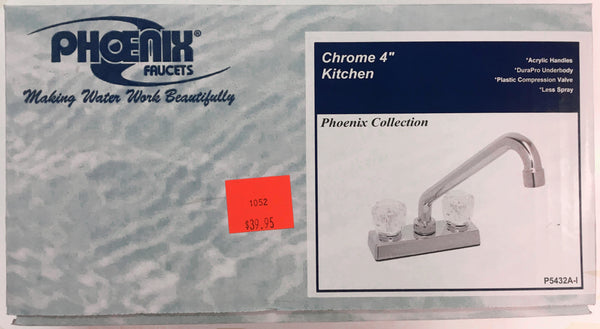 PHOENIX®
FAUCETS
Making Water Work Beautifully
Chrome 4"
Kitchen
*Acrylic Handles
*DuraPro Underbody
*Plastic Compression Valve
*Less Spray
Phoenix Collection
1052
$39.95
P5432A-I